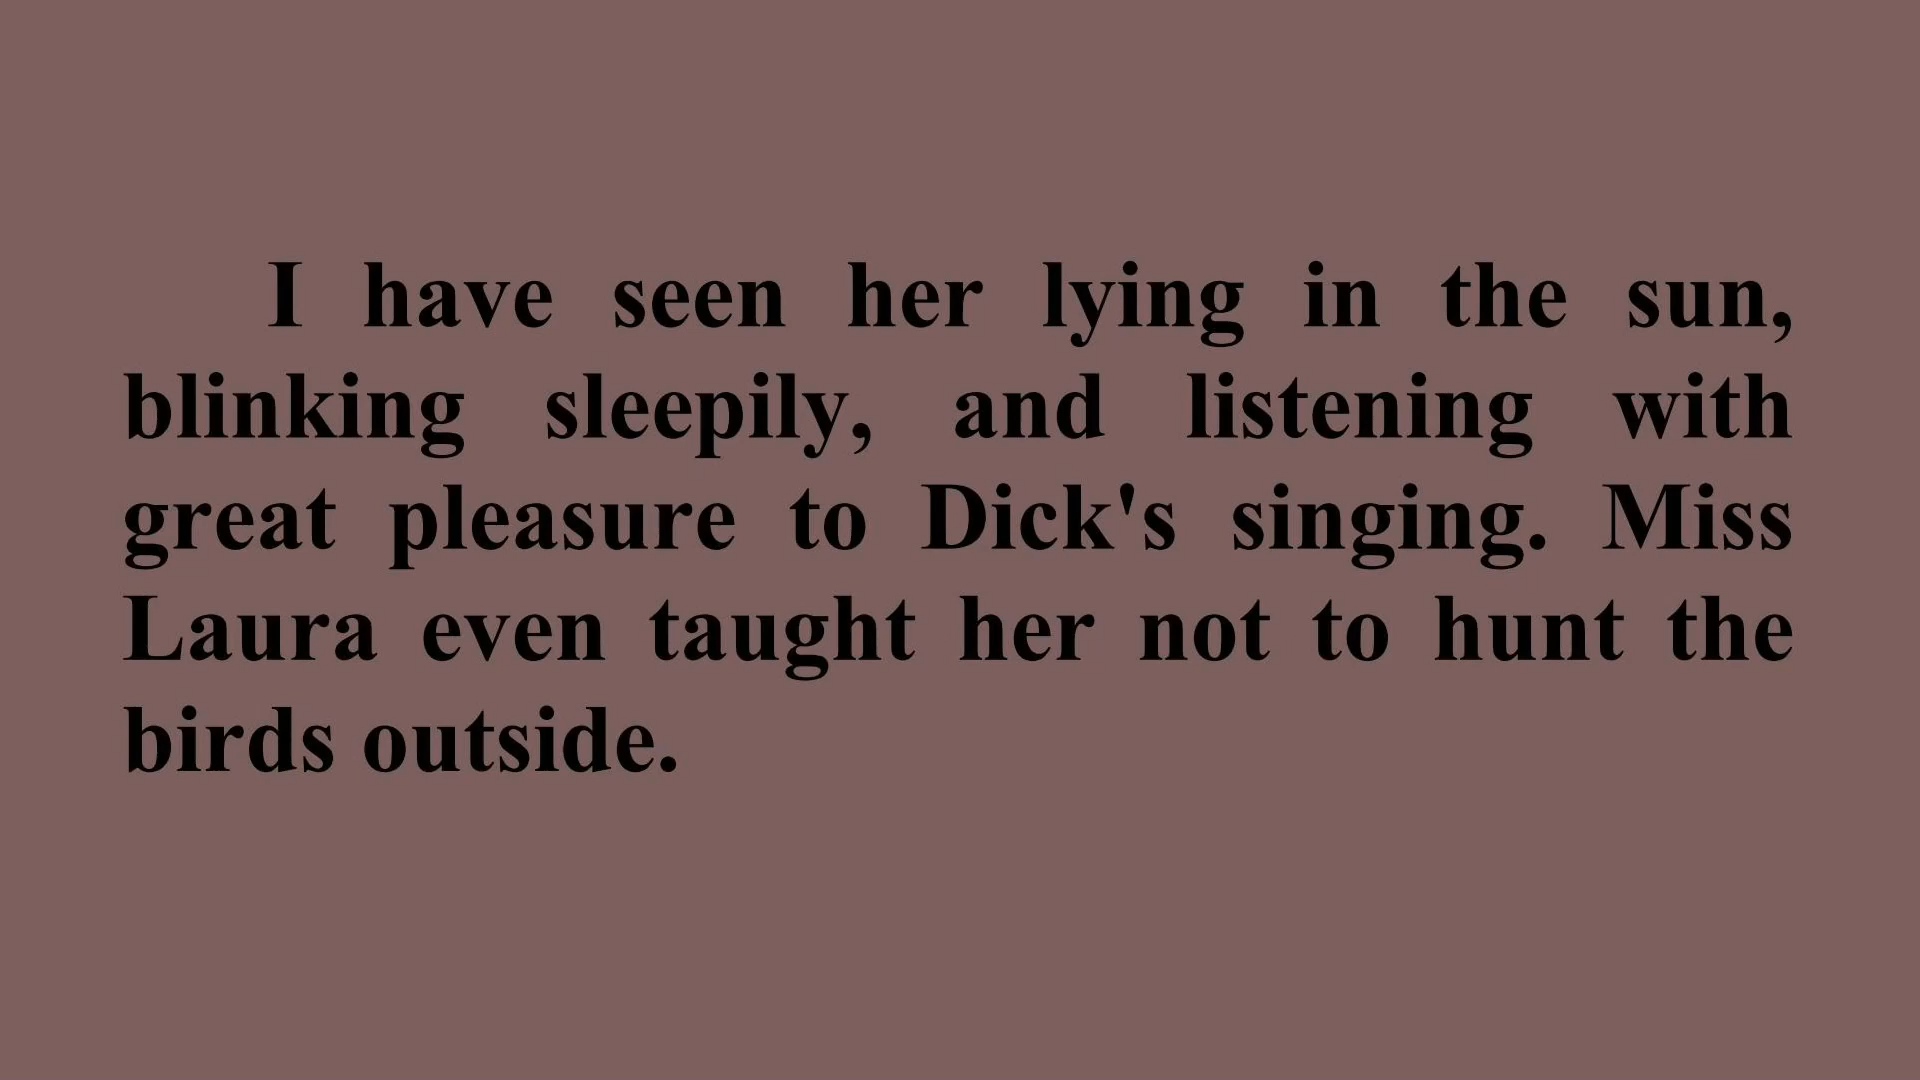 I have seen her lying in the sun,
blinking sleepily, and listening with
great pleasure to Dick's singing. Miss
Laura even taught her not to hunt the
birds outside.